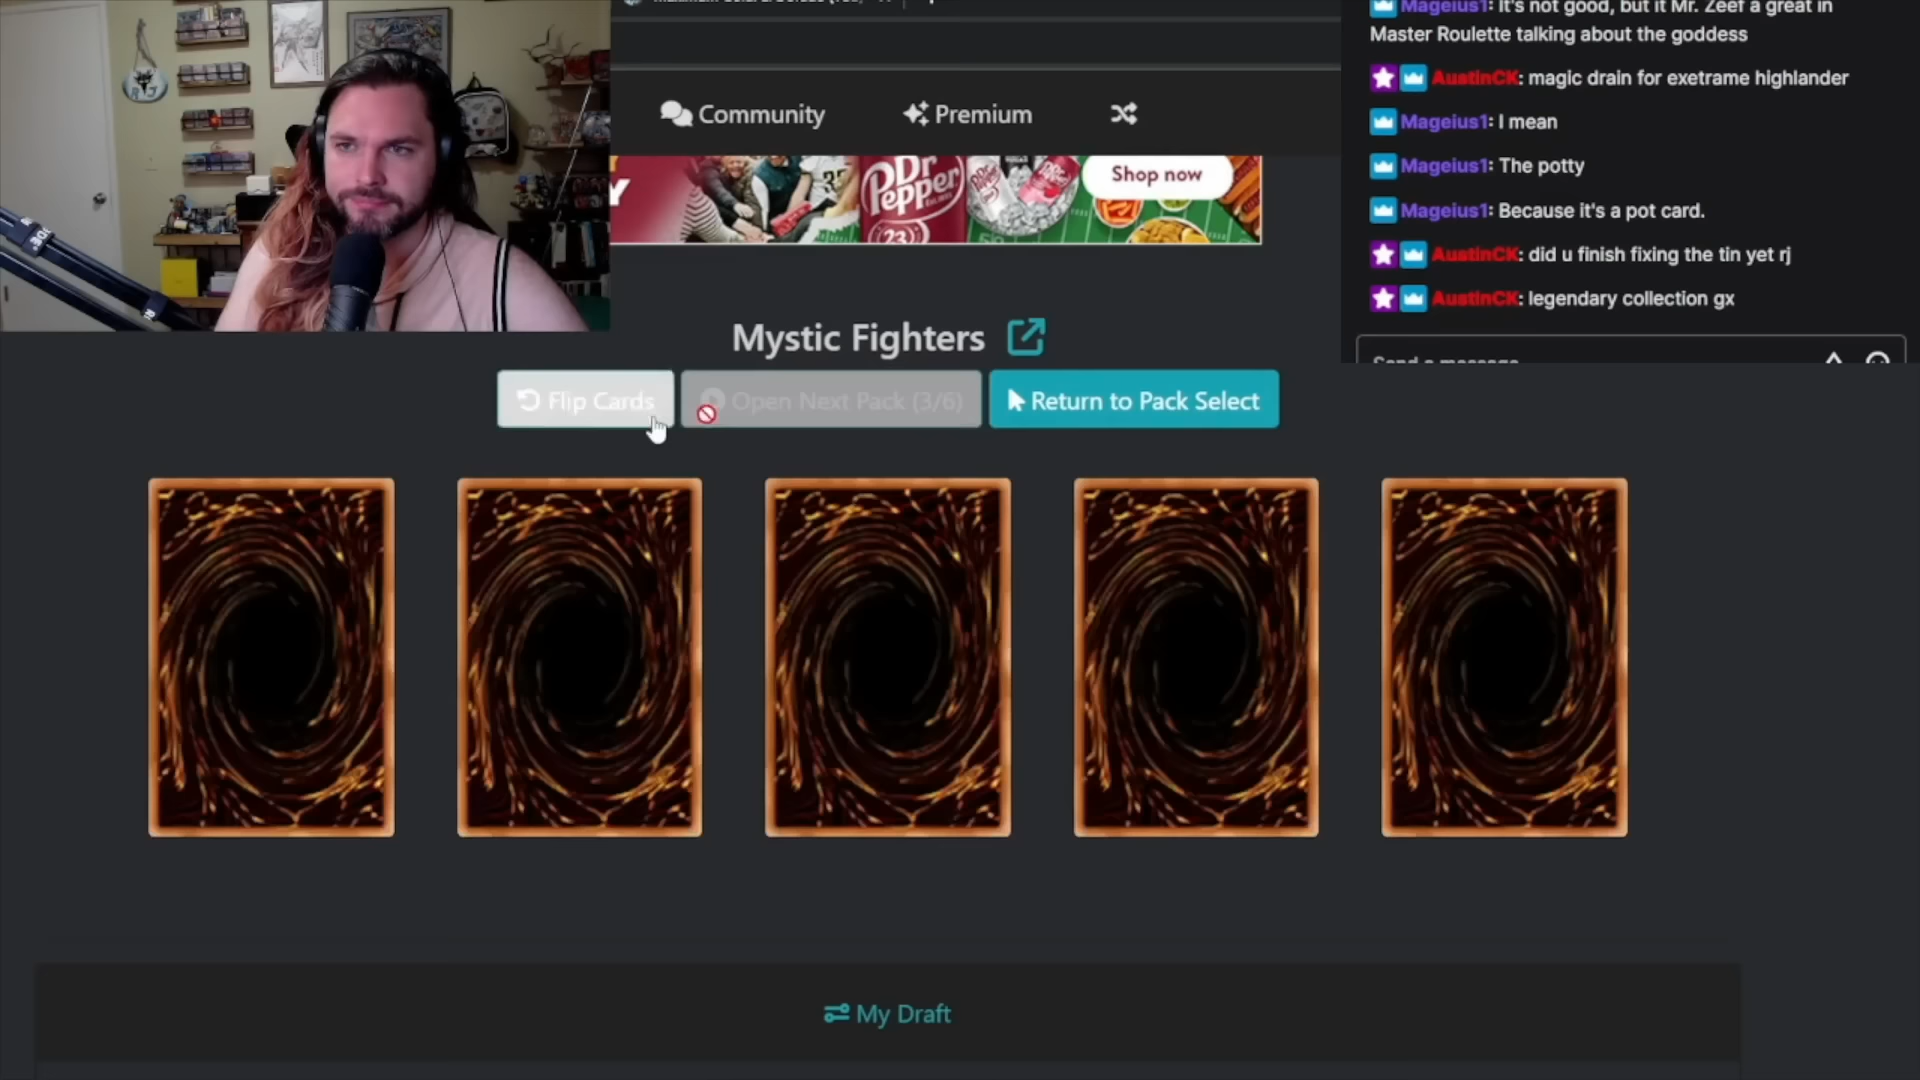 Community
Premium
Dr Pepper
23
Shop now
Mageius1: It's not good, but it Mr. Zeef a great in
Master Roulette talking about the goddess
AustinCK: magic drain for exetrame highlander
Mageius1: I mean
Mageius1: The potty
Mageius1: Because it's a pot card.
AustinCK: did u finish fixing the tin yet rj
AustinCK: legendary collection gx
Mystic Fighters
Flip Cards
Open Next Pack (3/6)
Return to Pack Select
My Draft